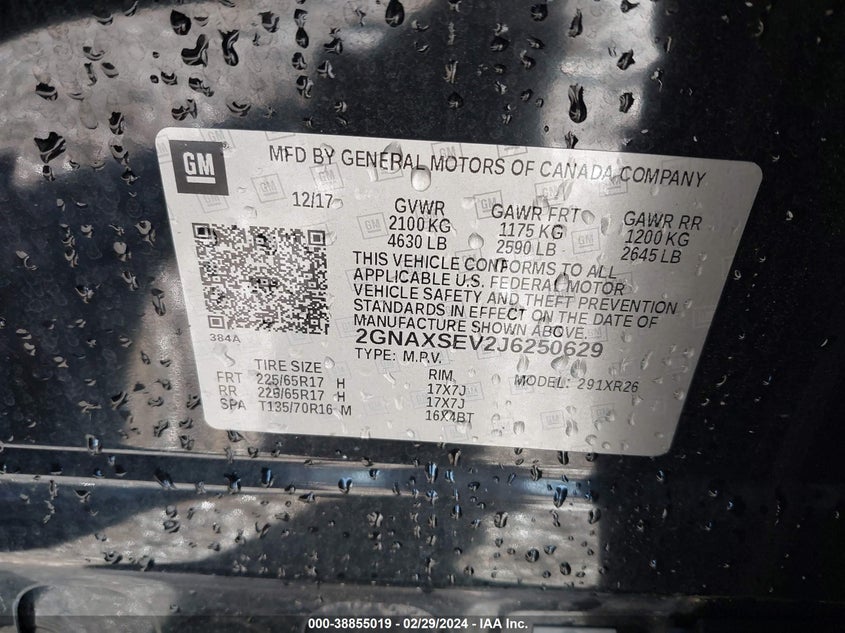 GM
MFD BY GENERAL MOTORS OF CANADA COMPANY
12/17
GVWR
2100 KG
4630 LB
GAWR FRT
1175 KG
2590 LB
GAWR RR
1200 KG
2645 LB
THIS VEHICLE CONFORMS TO ALL
APPLICABLE U.S. FEDERAL MOTOR
VEHICLE SAFETY AND THEFT PREVENTION
STANDARDS IN EFFECT ON THE DATE OF
MANUFACTURE SHOWN ABOVE.
384A
2GNAXSEV2J6250629
TYPE: M.P.V.
TIRE SIZE
RIM
MODEL: 291XR26
FRT 225/65R17 H 17X7J
RR 225/65R17 H 17X7J
SPA T135/70R16 M 16X4BT
000-38855019 - 02/29/2024 - IAA Inc.